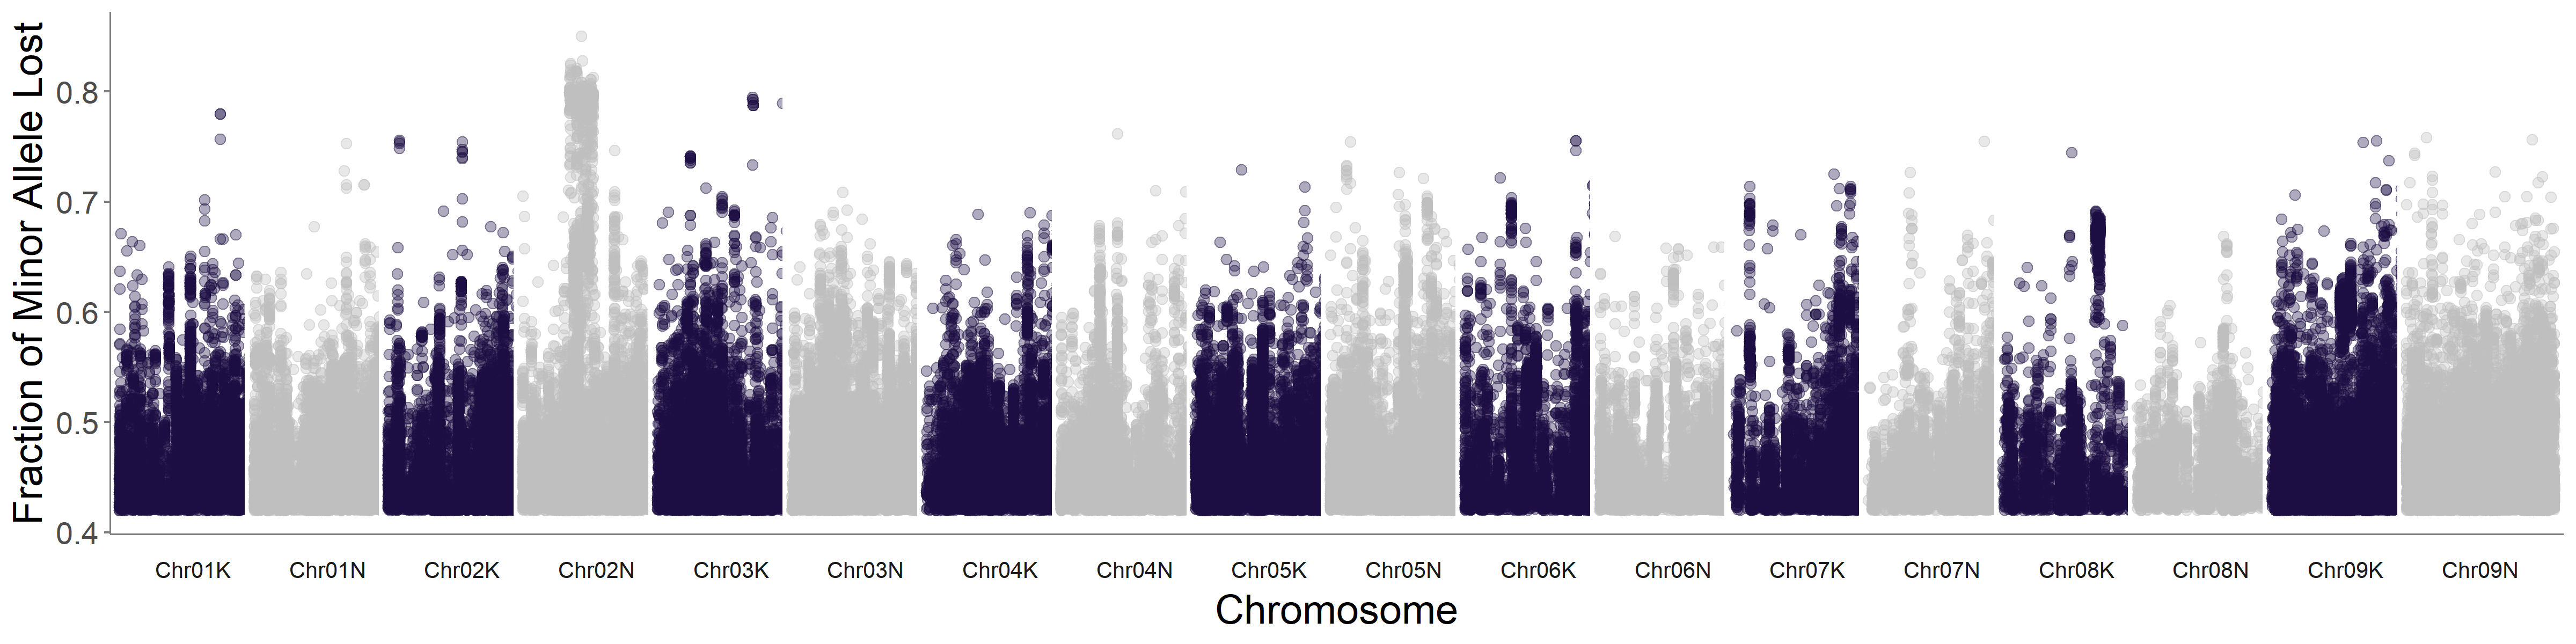 Fraction of Minor Allele Lost
0.8
0.7
0.6
0.5
0.4
Chr01K Chr01N Chr02K Chr02N Chr03K Chr03N Chr04K Chr04N Chr05K Chr05N Chr06K Chr06N Chr07K Chr07N Chr08K Chr08N Chr09K Chr09N
Chromosome